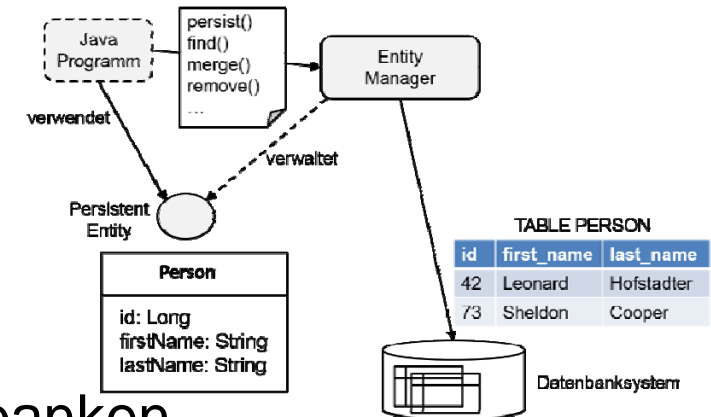 Java
Programm
persist()
find()
merge()
remove()
...
Entity
Manager
verwendet
verwaltet
Persistent
Entity
Person
id: Long
firstName: String
lastName: String
TABLE PERSON
id first_name last_name
42 Leonard Hofstadter
73 Sheldon Cooper
Datenbanksystem